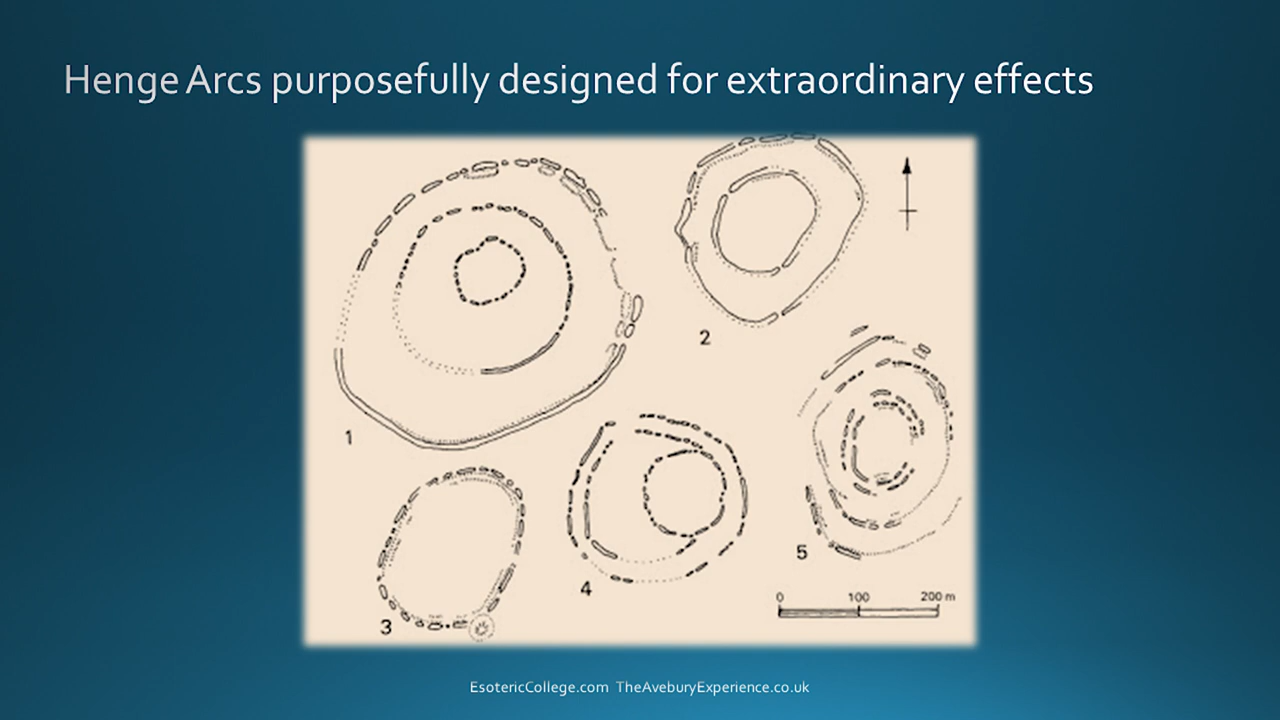 Henge Arcs purposefully designed for extraordinary effects
1
2
3
4
5
0 100 200 m
EsotericCollege.com TheAveburyExperience.co.uk